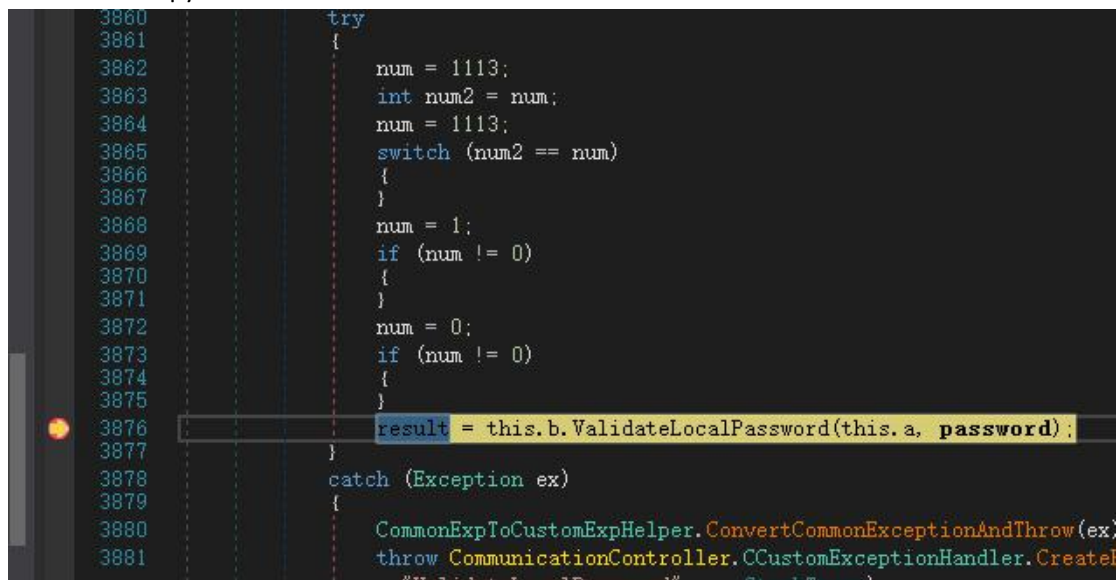 3860 try
3861 {
3862 num = 1113;
3863 int num2 = num;
3864 num = 1113;
3865 switch (num2 == num)
3866 {
3867 }
3868 num = 1;
3869 if (num != 0)
3870 {
3871 }
3872 num = 0;
3873 if (num != 0)
3874 {
3875 }
3876 result = this.b.ValidateLocalPassword(this.a, password);
3877 }
3878 catch (Exception ex)
3879 {
3880 CommonExpToCustomExpHelper.ConvertCommonExceptionAndThrow(ex)
3881 throw CommunicationController.CCustomExceptionHandler.Create